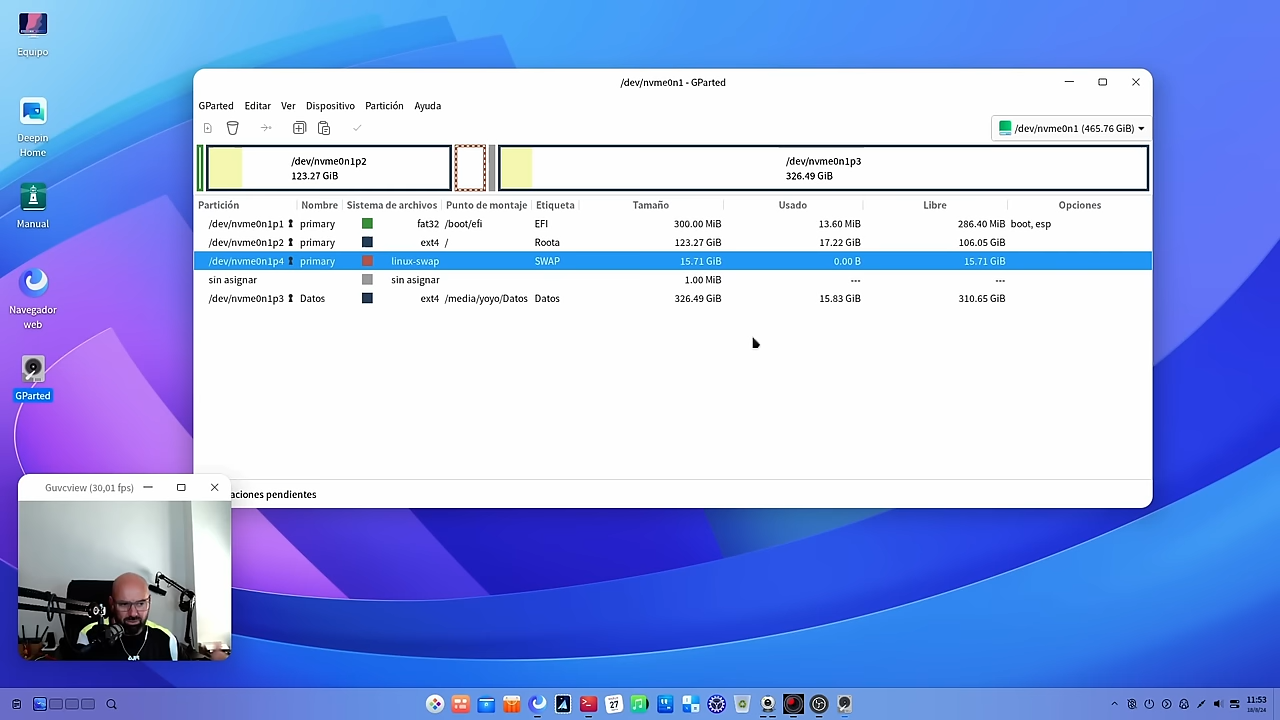 Equipo
Deepin
Home
Manual
Navegador
web
GParted
/dev/nvme0n1 - GParted
GParted Editar Ver Dispositivo Partición Ayuda
/dev/nvme0n1 (465.76 GiB)
/dev/nvme0n1p2
123.27 GiB
/dev/nvme0n1p3
326.49 GiB
Partición Nombre Sistema de archivos Punto de montaje Etiqueta Tamaño Usado Libre Opciones
/dev/nvme0n1p1 primary fat32 /boot/efi EFI 300.00 MiB 13.60 MiB 286.40 MiB boot, esp
/dev/nvme0n1p2 primary ext4 / Roota 123.27 GiB 17.22 GiB 106.05 GiB
/dev/nvme0n1p4 primary linux-swap SWAP 15.71 GiB 0.00 B 15.71 GiB
sin asignar sin asignar 1.00 MiB --- ---
/dev/nvme0n1p3 Datos ext4 /media/yoyo/Datos Datos 326.49 GiB 15.83 GiB 310.65 GiB
aciones pendientes
Guvcview (30,01 fps)
27
11:53
18/8/24